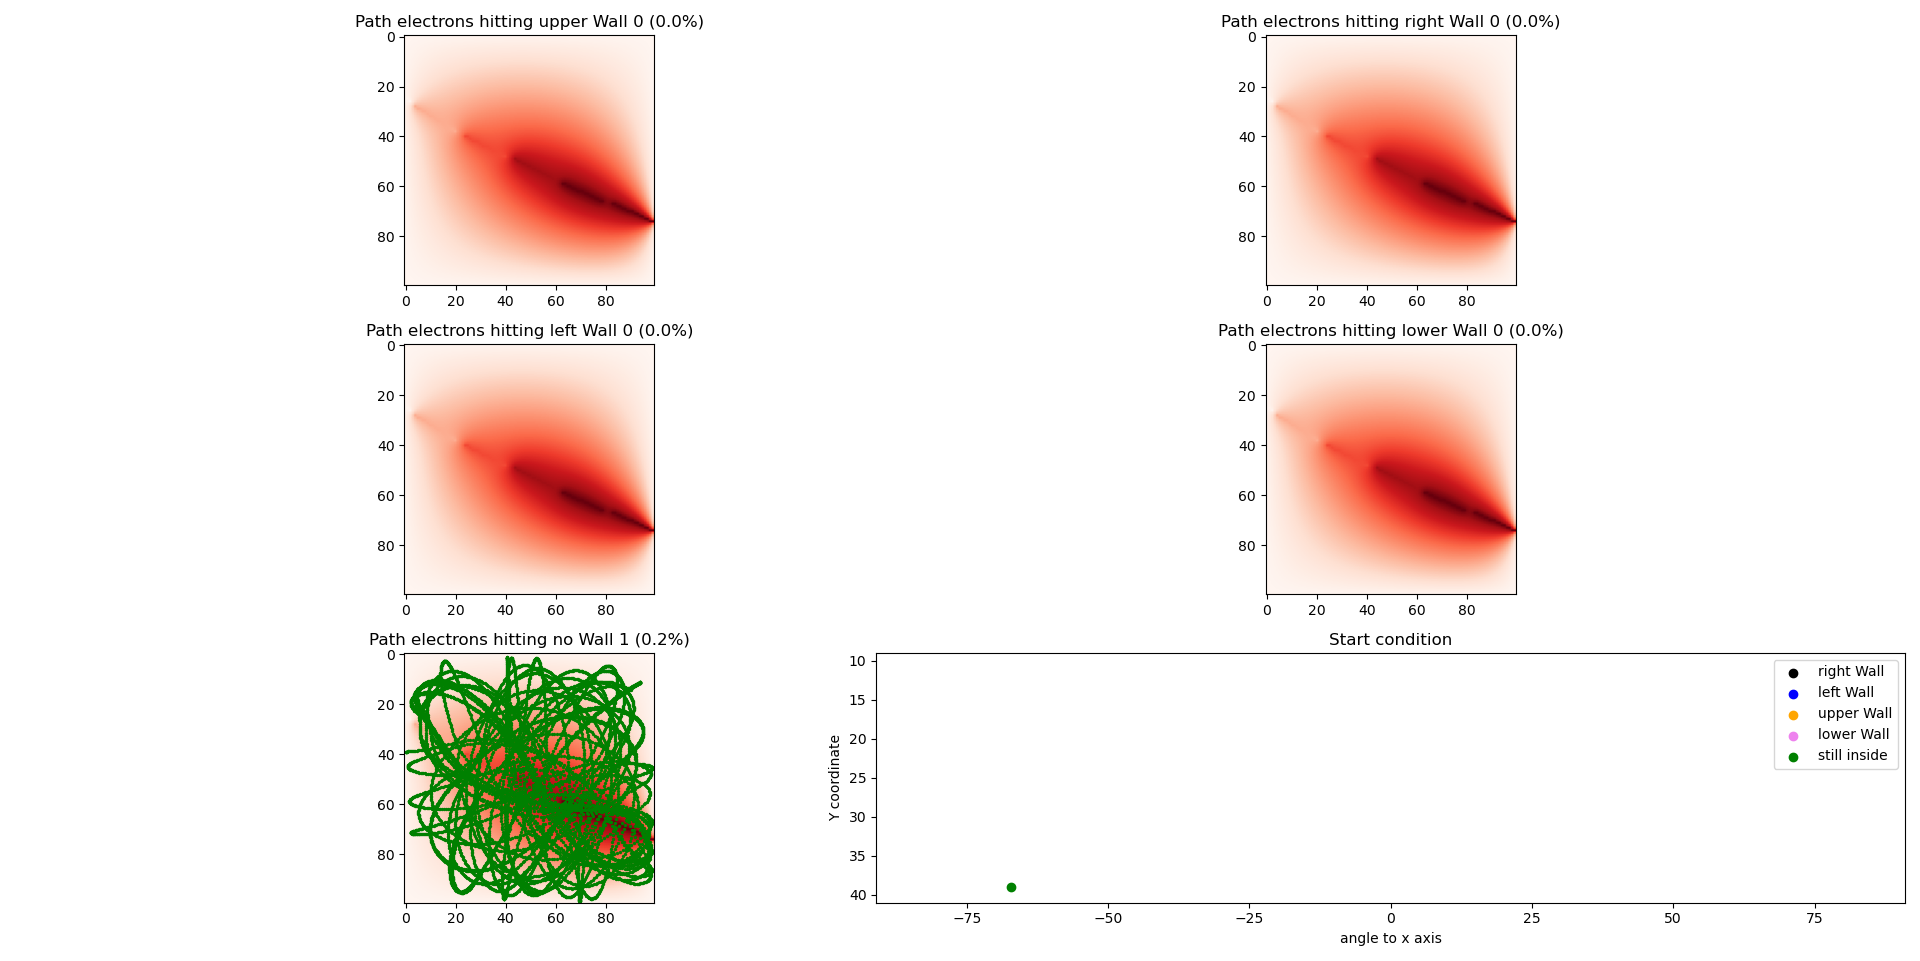 Path electrons hitting upper Wall 0 (0.0%)
0
20
40
60
80
0 20 40 60 80
Path electrons hitting right Wall 0 (0.0%)
0
20
40
60
80
0 20 40 60 80
Path electrons hitting left Wall 0 (0.0%)
0
20
40
60
80
0 20 40 60 80
Path electrons hitting lower Wall 0 (0.0%)
0
20
40
60
80
0 20 40 60 80
Path electrons hitting no Wall 1 (0.2%)
0
20
40
60
80
0 20 40 60 80
Start condition
Y coordinate
10
15
20
25
30
35
40
right Wall
left Wall
upper Wall
lower Wall
still inside
−75 −50 −25 0 25 50 75
angle to x axis